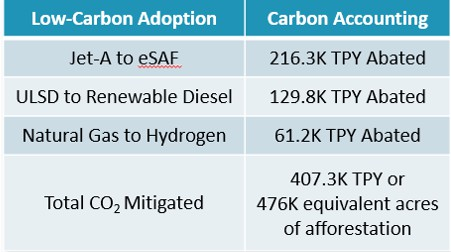 Low-Carbon Adoption Carbon Accounting
Jet-A to eSAF 216.3K TPY Abated
ULSD to Renewable Diesel 129.8K TPY Abated
Natural Gas to Hydrogen 61.2K TPY Abated
Total CO₂ Mitigated
407.3K TPY or
476K equivalent acres
of afforestation